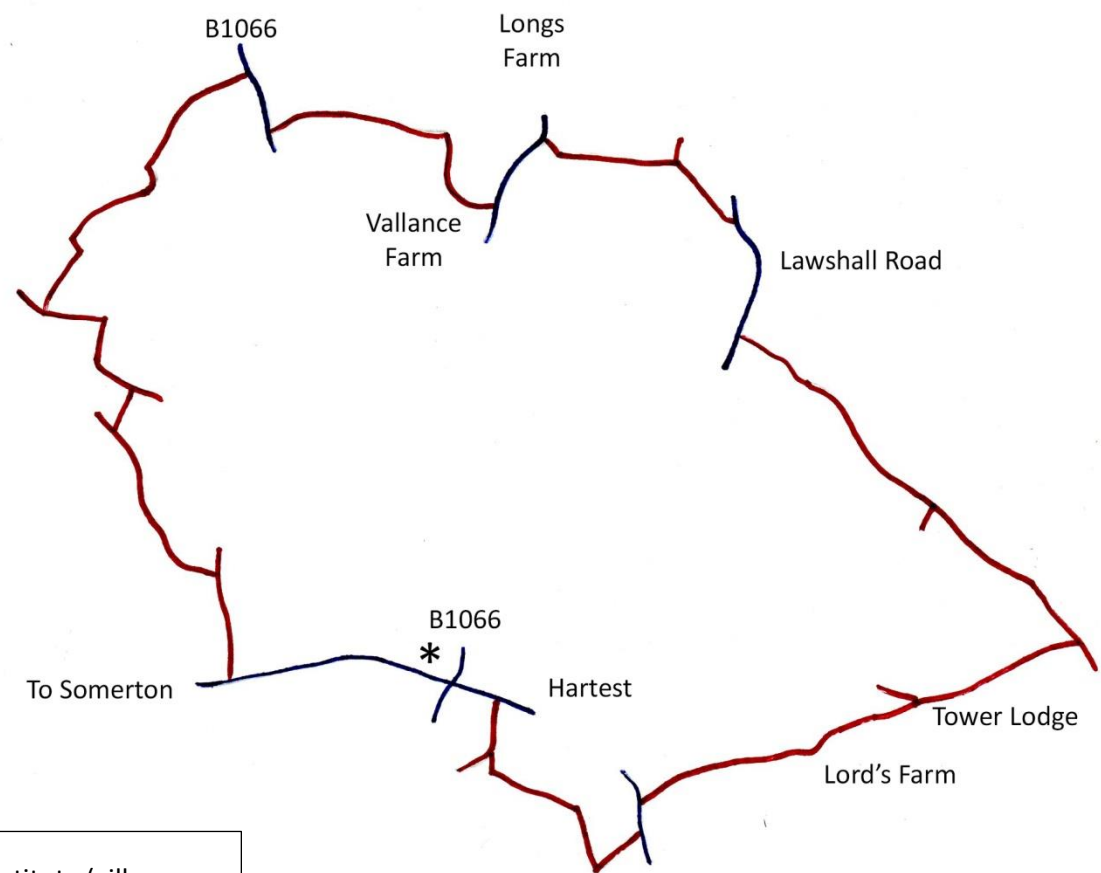 B1066
Longs
Farm
Vallance
Farm
Lawshall Road
B1066
*
To Somerton
Hartest
Tower Lodge
Lord's Farm